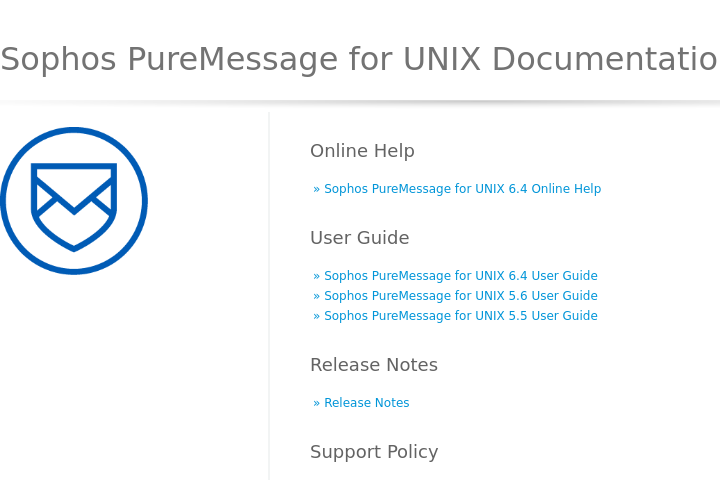 Sophos PureMessage for UNIX Documentatio
Online Help
» Sophos PureMessage for UNIX 6.4 Online Help
User Guide
» Sophos PureMessage for UNIX 6.4 User Guide
» Sophos PureMessage for UNIX 5.6 User Guide
» Sophos PureMessage for UNIX 5.5 User Guide
Release Notes
» Release Notes
Support Policy